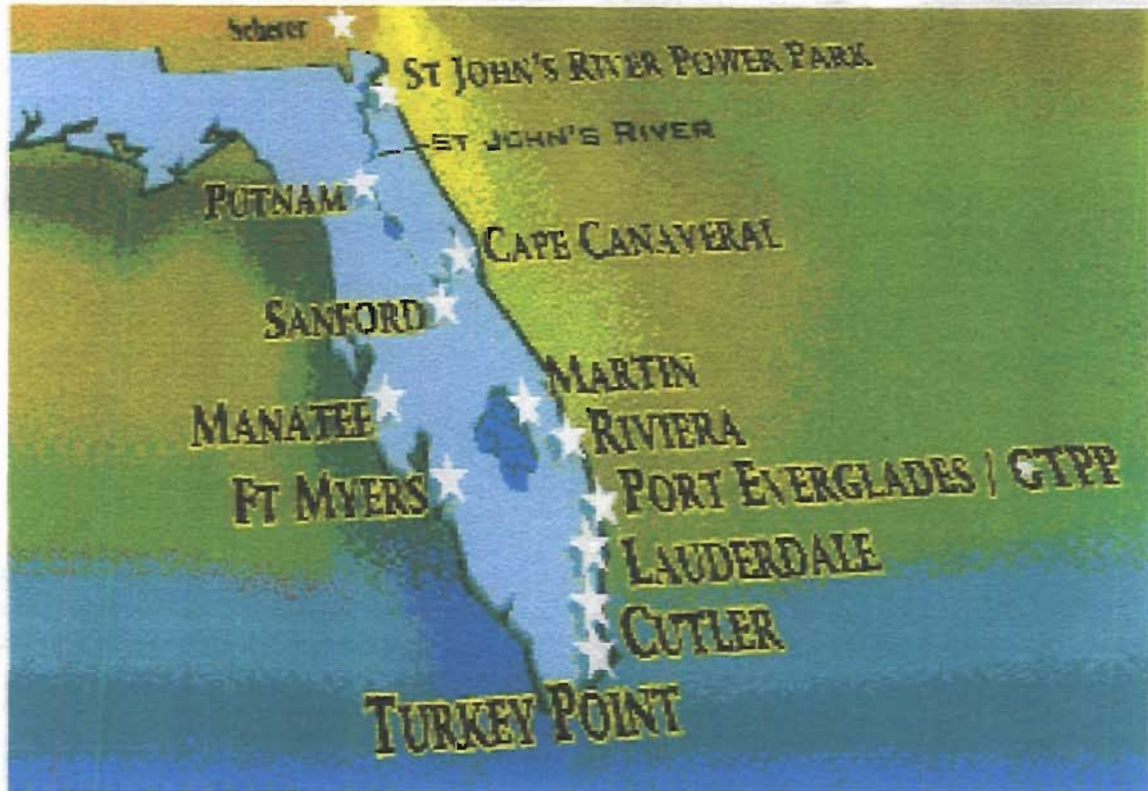 Scherer
ST JOHN'S RIVER POWER PARK
ST JOHN'S RIVER
PUTNAM
CAPE CANAVERAL
SANFORD
MARTIN
MANATEE
RIVIERA
FT MYERS
PORT EVERGLADES / GTPP
LAUDERDALE
CUTLER
TURKEY POINT